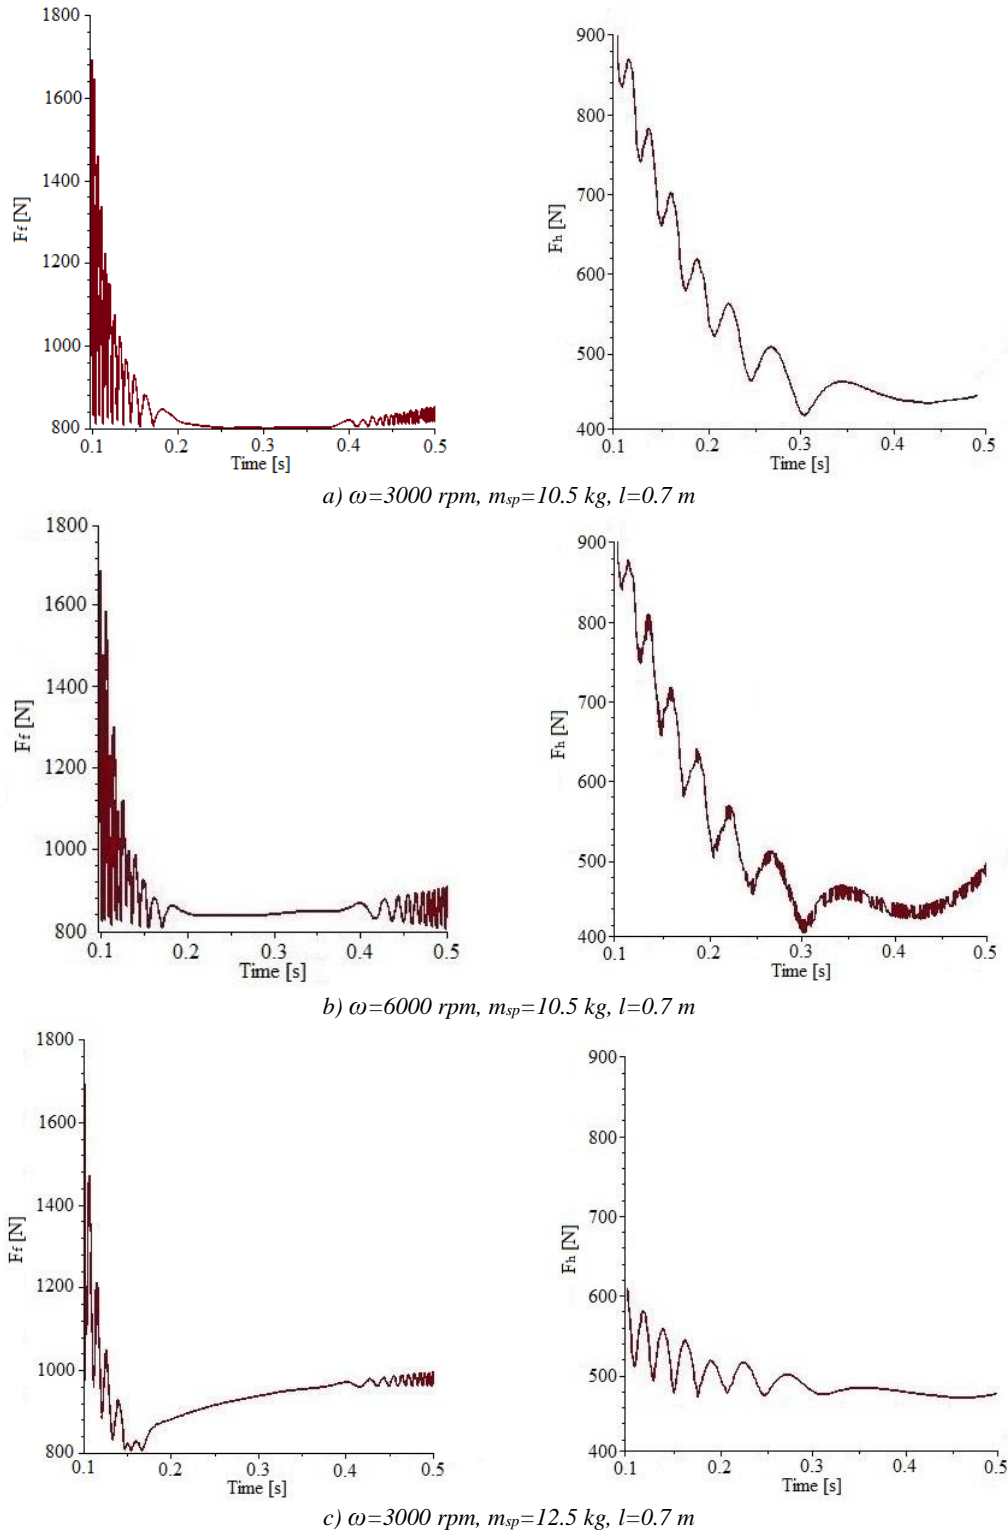 1800
1600
1400
1200
1000
800
Ff [N]
0.1 0.2 0.3 0.4 0.5
Time [s]
900
800
700
600
500
400
Fh [N]
0.1 0.2 0.3 0.4 0.5
Time [s]
a) ω=3000 rpm, msp=10.5 kg, l=0.7 m
1800
1600
1400
1200
1000
800
Ff [N]
0.1 0.2 0.3 0.4 0.5
Time [s]
900
800
700
600
500
400
Fh [N]
0.1 0.2 0.3 0.4 0.5
Time [s]
b) ω=6000 rpm, msp=10.5 kg, l=0.7 m
1800
1600
1400
1200
1000
800
Ff [N]
0.1 0.2 0.3 0.4 0.5
Time [s]
900
800
700
600
500
400
Fh [N]
0.1 0.2 0.3 0.4 0.5
Time [s]
c) ω=3000 rpm, msp=12.5 kg, l=0.7 m